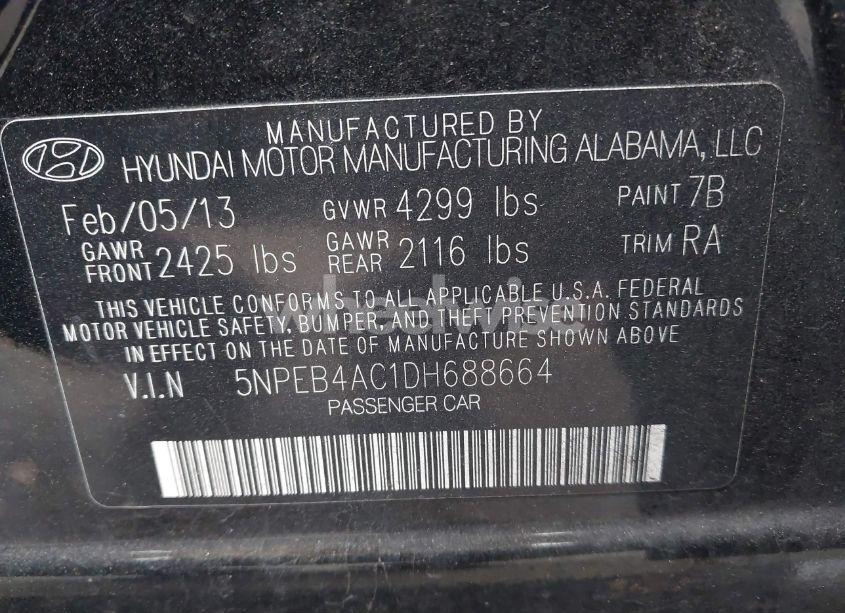 MANUFACTURED BY
HYUNDAI MOTOR MANUFACTURING ALABAMA, LLC
Feb/05/13 GVWR 4299 lbs PAINT 7B
GAWR FRONT 2425 lbs GAWR REAR 2116 lbs TRIM RA
THIS VEHICLE CONFORMS TO ALL APPLICABLE U.S.A. FEDERAL
MOTOR VEHICLE SAFETY, BUMPER, AND THEFT PREVENTION STANDARDS
IN EFFECT ON THE DATE OF MANUFACTURE SHOWN ABOVE
V.I.N 5NPEB4AC1DH688664
PASSENGER CAR